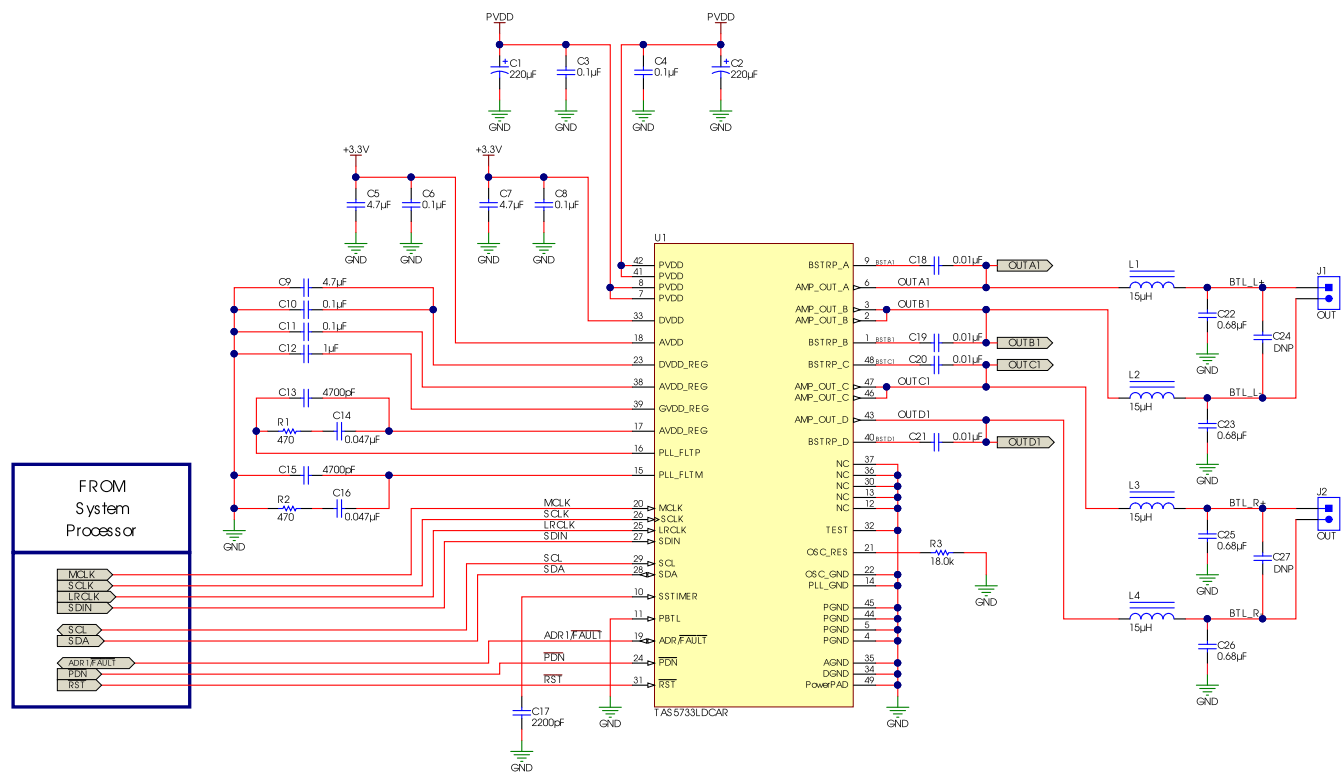 PVDD
PVDD
C1
220µF
C3
0.1µF
C4
0.1µF
C2
220µF
GND
GND
GND
GND
+3.3V
+3.3V
C5
4.7µF
C6
0.1µF
C7
4.7µF
C8
0.1µF
GND
GND
GND
GND
U1
42 PVDD
41 PVDD
8 PVDD
7 PVDD
33 DVDD
18 AVDD
23 DVDD_REG
38 AVDD_REG
39 GVDD_REG
17 AVDD_REG
16 PLL_FLTP
15 PLL_FLTM
20 MCLK
26 SCLK
25 LRCLK
27 SDIN
29 SCL
28 SDA
10 SSTIMER
11 PBTL
19 ADR/FAULT
24 PDN
31 RST
TAS5733LDCAR
C9 4.7µF
C10 0.1µF
C11 0.1µF
C12 1µF
C13 4700pF
R1
470
C14
0.047µF
C15 4700pF
R2
470
C16
0.047µF
GND
MCLK
SCLK
LRCLK
SDIN
SCL
SDA
ADR1/FAULT
PDN
RST
FROM
System
Processor
MCLK
SCLK
LRCLK
SDIN
SCL
SDA
ADR1/FAULT
PDN
RST
C17
2200pF
GND
GND
BSTRP_A 9 BSTA1 C18 0.01µF OUTA1
AMP_OUT_A 6 OUTA1
AMP_OUT_B 3 OUTB1
AMP_OUT_B 2
BSTRP_B 1 BSTB1 C19 0.01µF OUTB1
BSTRP_C 48 BSTC1 C20 0.01µF OUTC1
AMP_OUT_C 47 OUTC1
AMP_OUT_C 46
AMP_OUT_D 43 OUTD1
BSTRP_D 40 BSTD1 C21 0.01µF OUTD1
NC 37
NC 36
NC 30
NC 13
NC 12
TEST 32
OSC_RES 21
R3
18.0k
GND
OSC_GND 22
PLL_GND 14
PGND 45
PGND 44
PGND 5
PGND 4
AGND 35
DGND 34
PowerPAD 49
GND
L1
15µH
BTL_L+
J1
OUT
C22
0.68µF
GND
C24
DNP
L2
15µH
BTL_L-
C23
0.68µF
GND
L3
15µH
BTL_R+
J2
OUT
C25
0.68µF
GND
C27
DNP
L4
15µH
BTL_R-
C26
0.68µF
GND